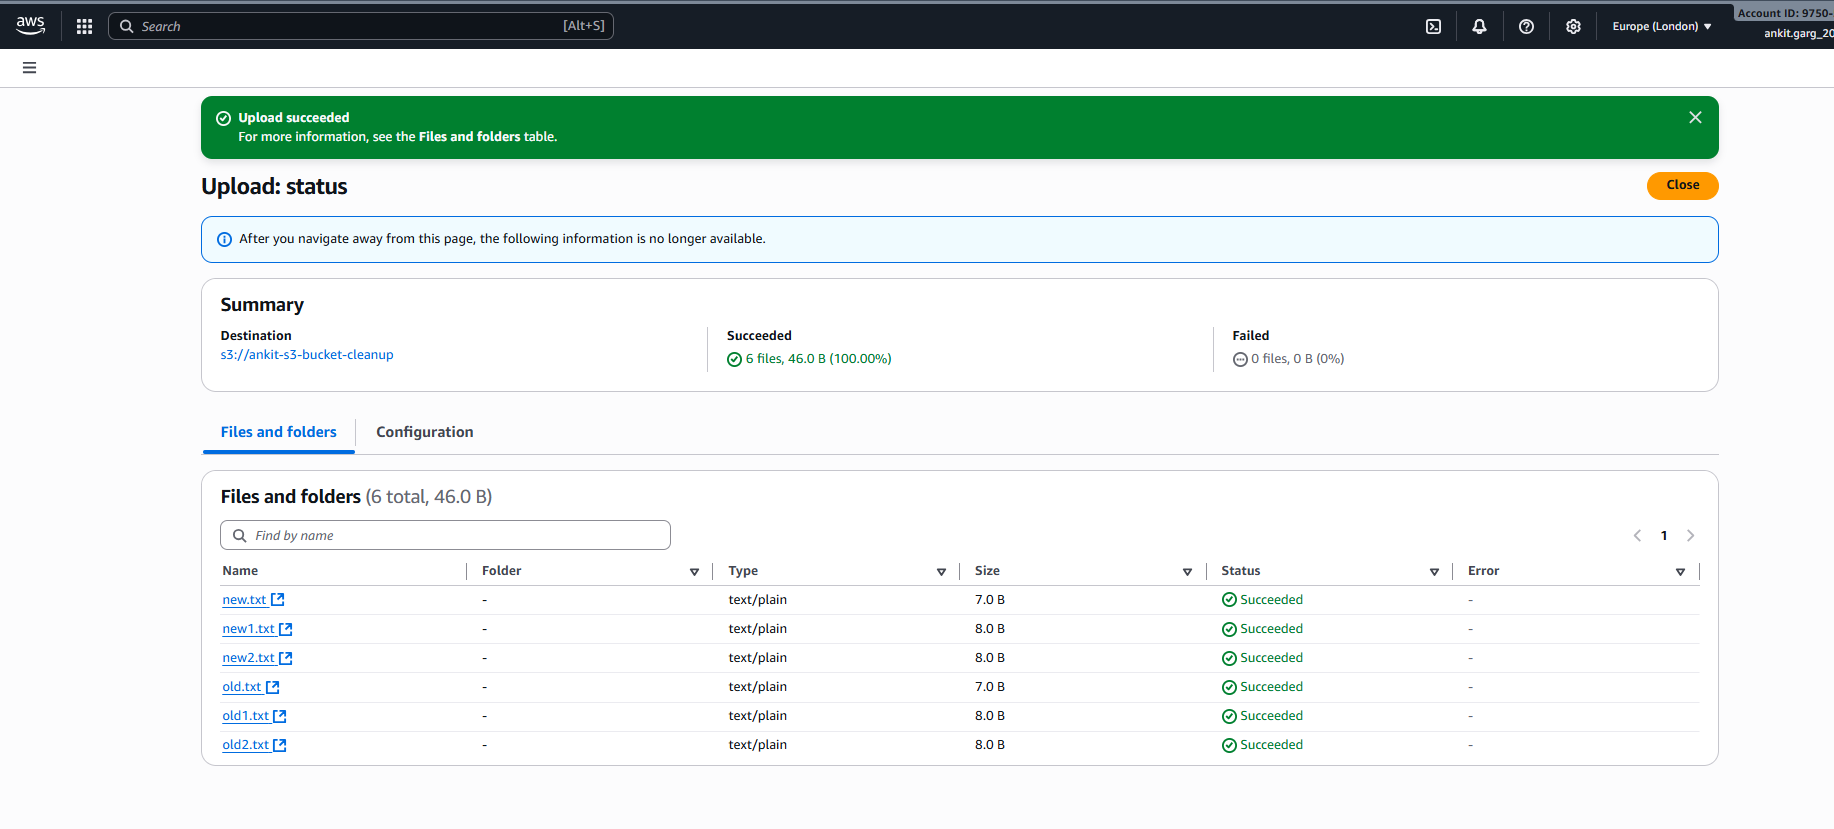 aws Search [Alt+S] Europe (London) Account ID: 9750-
ankit.garg_20
Upload succeeded
For more information, see the Files and folders table.
Upload: status Close
After you navigate away from this page, the following information is no longer available.
Summary
Destination Succeeded Failed
s3://ankit-s3-bucket-cleanup 6 files, 46.0 B (100.00%) 0 files, 0 B (0%)
Files and folders Configuration
Files and folders (6 total, 46.0 B)
Find by name 1
Name Folder Type Size Status Error
new.txt - text/plain 7.0 B Succeeded -
new1.txt - text/plain 8.0 B Succeeded -
new2.txt - text/plain 8.0 B Succeeded -
old.txt - text/plain 7.0 B Succeeded -
old1.txt - text/plain 8.0 B Succeeded -
old2.txt - text/plain 8.0 B Succeeded -